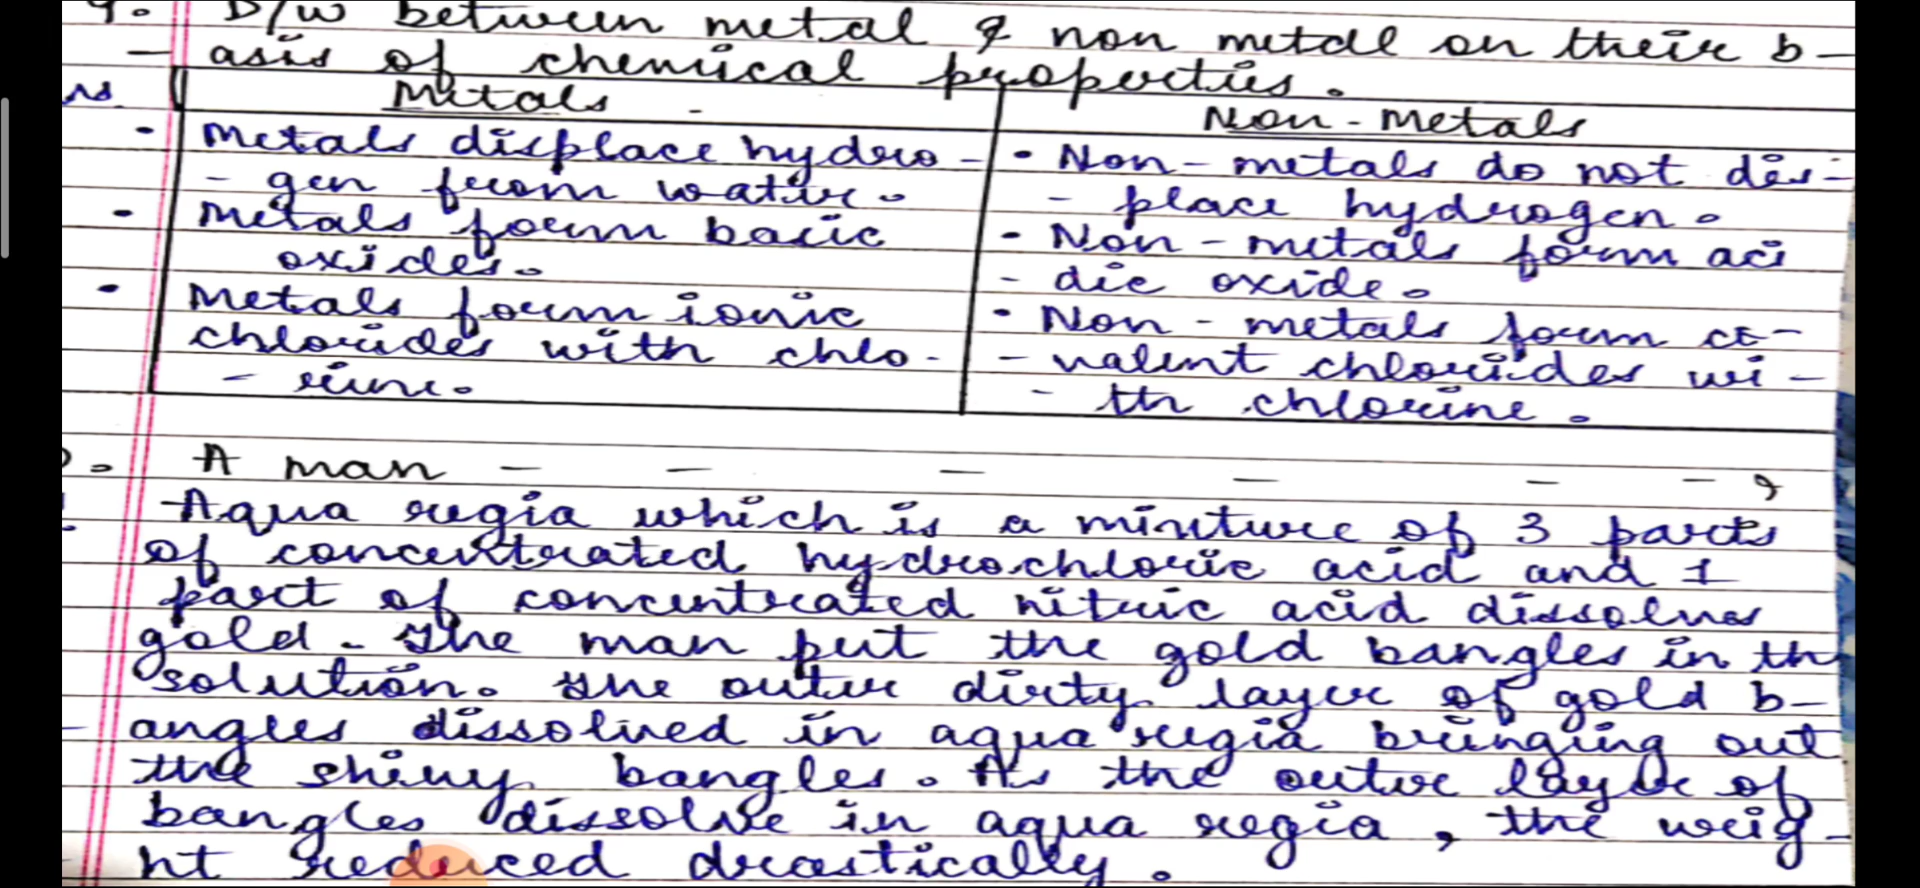 9. D/w between metal & non metal on their b-
- asis of chemical properties.
Metals
Non-Metals
• Metals displace hydro-
- gen from water.
• Metals form basic
oxides.
• Metals form ionic
chlorides with chlo-
- rine.
• Non-metals do not dis-
- place hydrogen.
• Non-metals form aci
- dic oxide.
• Non-metals form co-
- valent chlorides wi-
- th chlorine.
A man - - - - - - ,
Aqua regia which is a mixture of 3 parts
of concentrated hydrochloric acid and 1
part of concentrated nitric acid dissolves
gold. The man put the gold bangles in th
solution. The outer dirty layer of gold b-
- angles dissolved in aqua regia bringing out
the shiny bangles. As the outer layer of
bangles dissolve in aqua regia, the weig-
- ht reduced drastically.